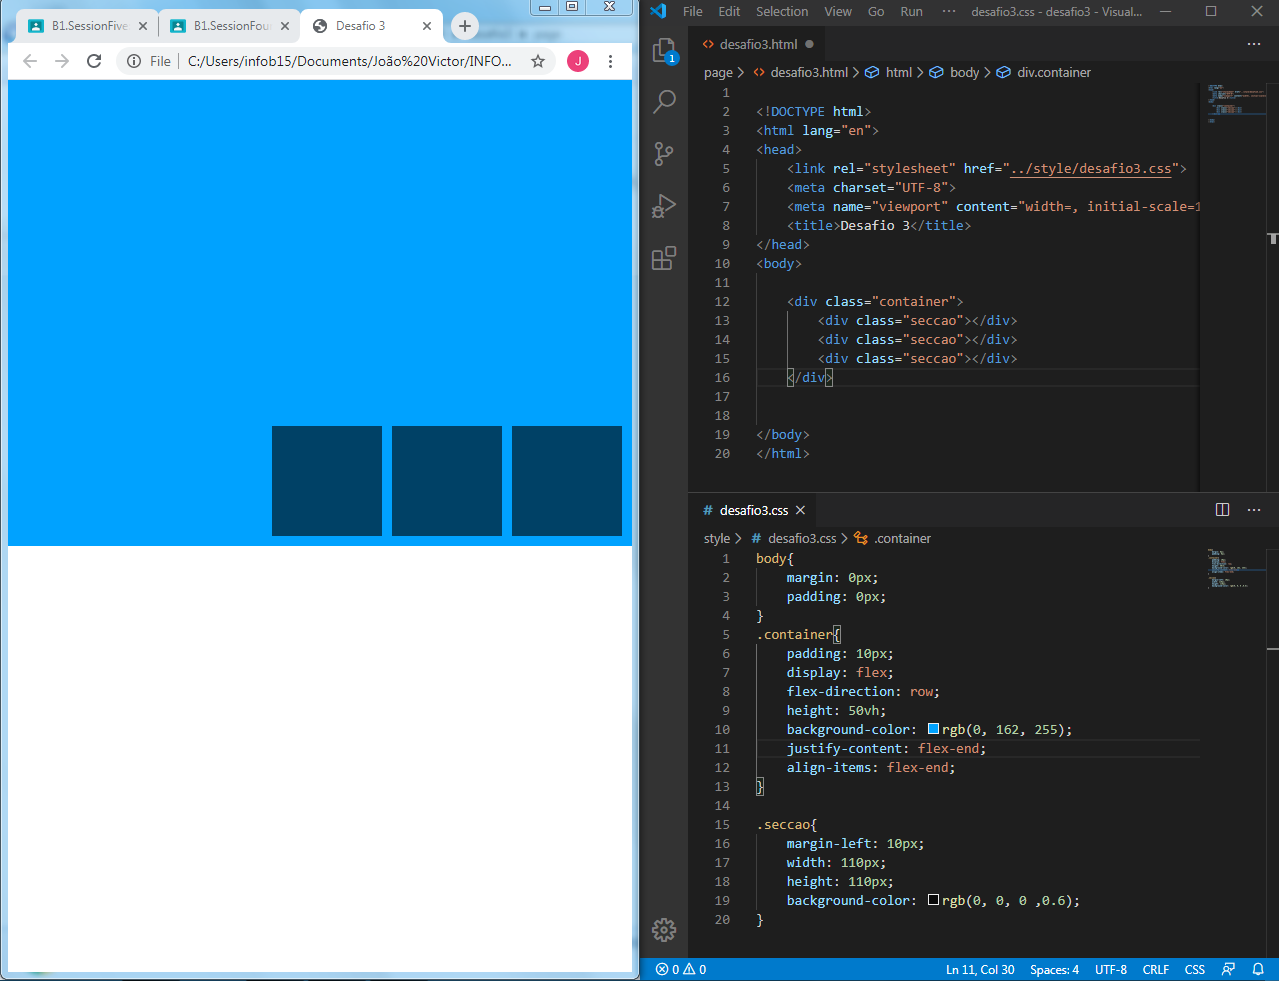 B1.SessionFive
B1.SessionFou
Desafio 3
File
C:/Users/infob15/Documents/João%20Victor/INFO...
J
File Edit Selection View Go Run ··· desafio3.css - desafio3 - Visual...
1
desafio3.html
page > desafio3.html > html > body > div.container
1
2 <!DOCTYPE html>
3 <html lang="en">
4 <head>
5 <link rel="stylesheet" href="../style/desafio3.css">
6 <meta charset="UTF-8">
7 <meta name="viewport" content="width=, initial-scale=1
8 <title>Desafio 3</title>
9 </head>
10 <body>
11
12 <div class="container">
13 <div class="seccao"></div>
14 <div class="seccao"></div>
15 <div class="seccao"></div>
16 </div>
17
18
19 </body>
20 </html>
# desafio3.css
style > # desafio3.css > .container
1 body{
2 margin: 0px;
3 padding: 0px;
4 }
5 .container{
6 padding: 10px;
7 display: flex;
8 flex-direction: row;
9 height: 50vh;
10 background-color: rgb(0, 162, 255);
11 justify-content: flex-end;
12 align-items: flex-end;
13 }
14
15 .seccao{
16 margin-left: 10px;
17 width: 110px;
18 height: 110px;
19 background-color: rgb(0, 0, 0 ,0.6);
20 }
0 0 Ln 11, Col 30 Spaces: 4 UTF-8 CRLF CSS